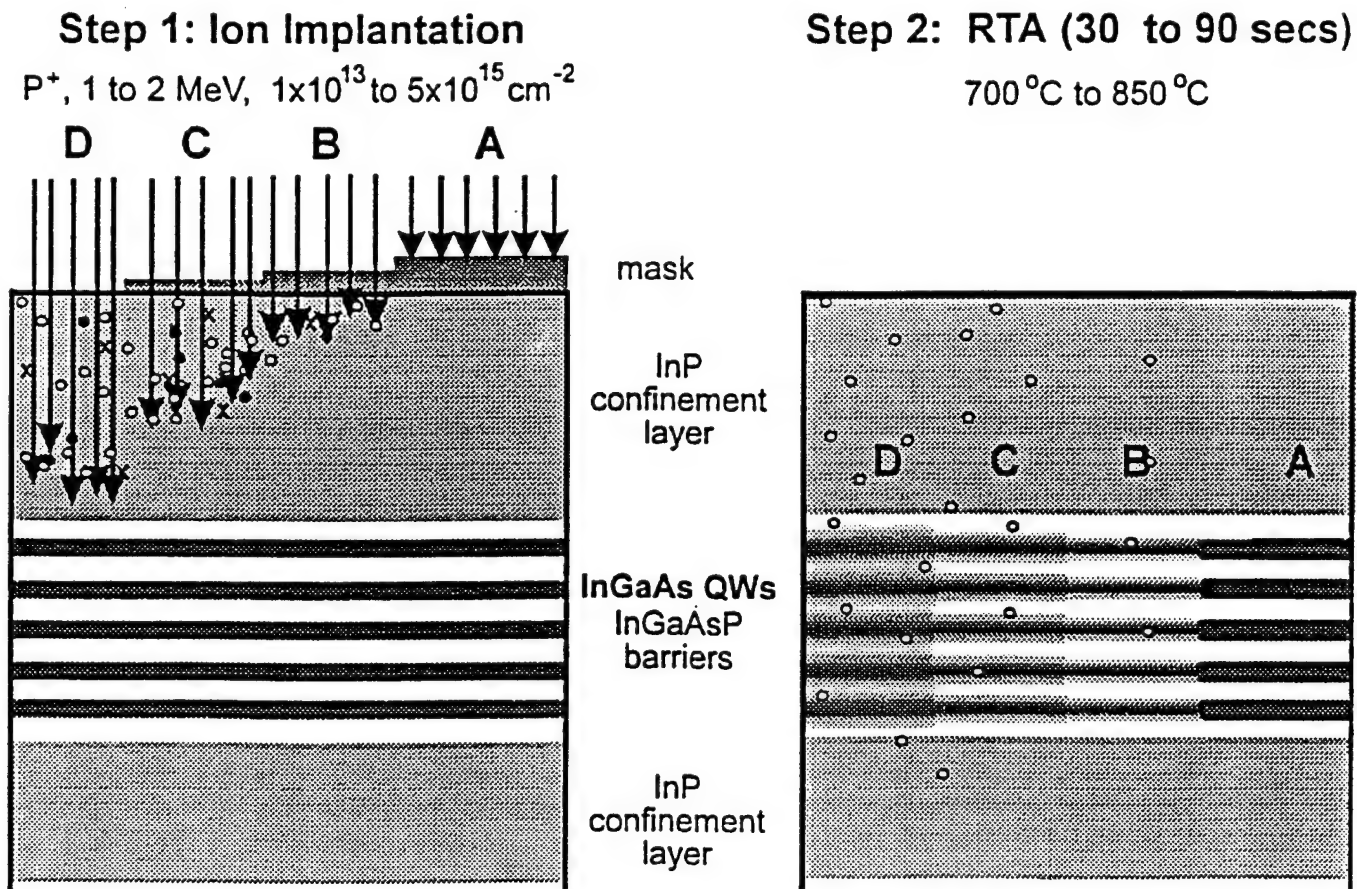 Step 1: Ion Implantation
P⁺, 1 to 2 MeV, 1x10¹³ to 5x10¹⁵ cm⁻²
D C B A
mask
InP
confinement
layer
InGaAs QWs
InGaAsP
barriers
InP
confinement
layer
Step 2: RTA (30 to 90 secs)
700 °C to 850 °C
D C B A